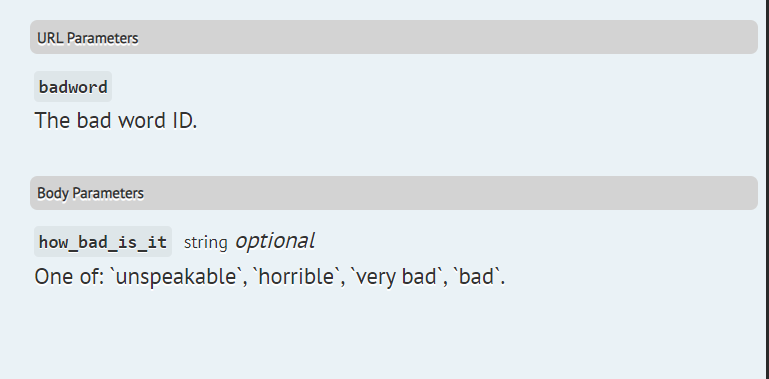 URL Parameters
badword
The bad word ID.
Body Parameters
how_bad_is_it string optional
One of: `unspeakable`, `horrible`, `very bad`, `bad`.